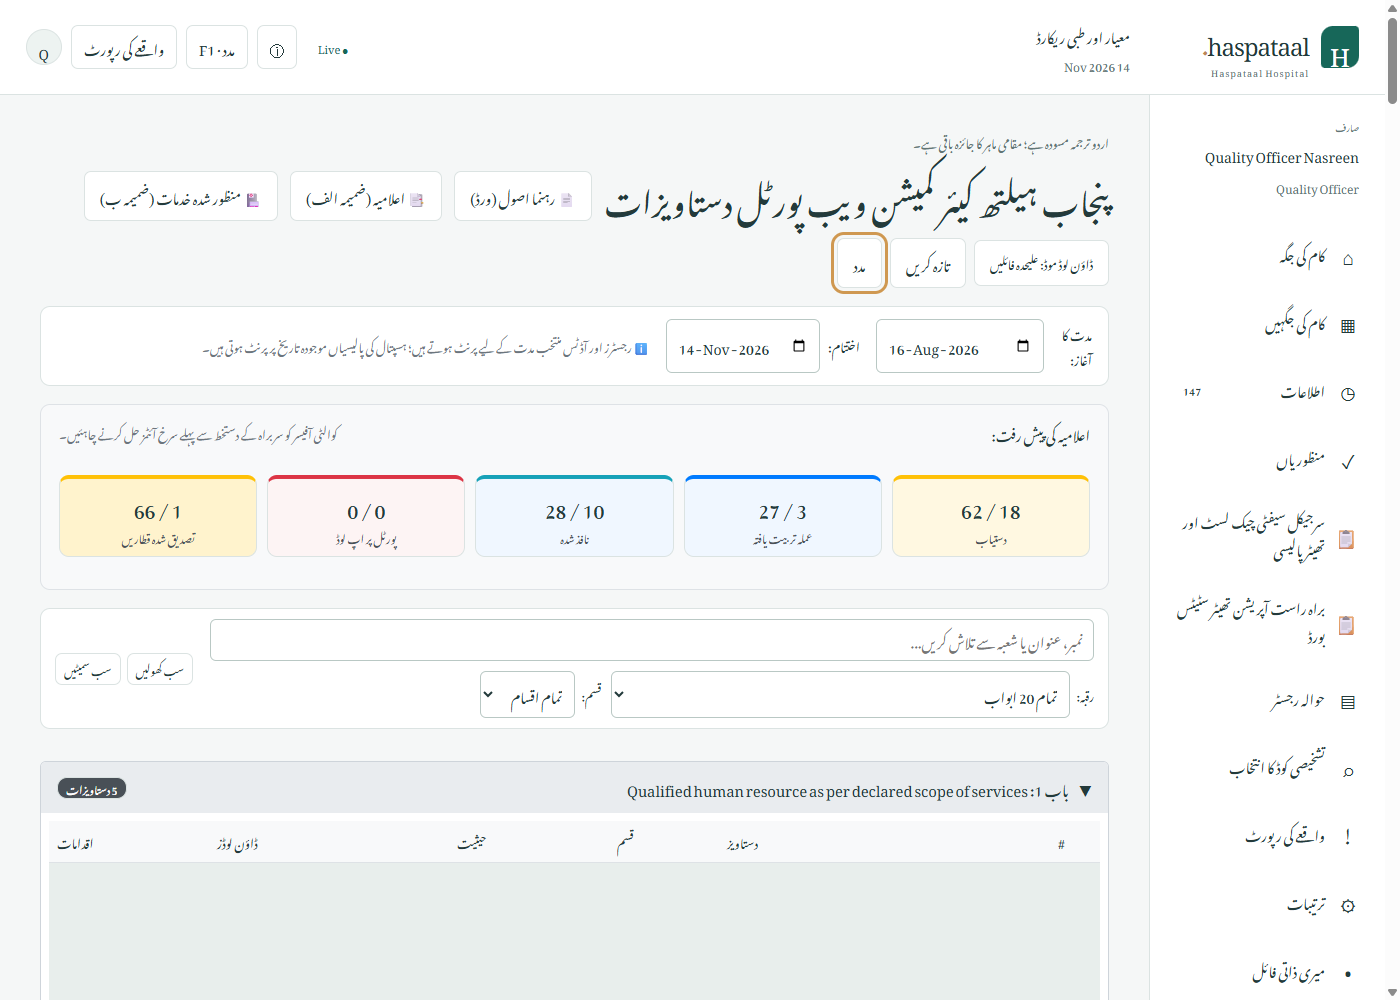 haspataal.
Haspataal Hospital
معیار اور طبی ریکارڈ
14 Nov 2026
Live
مدد F۱۰
واقعے کی رپورٹ
Q
صارف
Quality Officer Nasreen
Quality Officer
کام کی جگہ
کام کی جگہیں
اطلاعات
147
منظوریاں
سرجیکل سیفٹی چیک لسٹ اور
تھیٹر پالیسی
براہ راست آپریشن تھیٹر سٹیٹس
بورڈ
حوالہ رجسٹر
تشخیصی کوڈ کا انتخاب
واقعے کی رپورٹ
ترتیبات
میری ذاتی فائل
اردو ترجمہ مسودہ ہے؛ مقامی ماہر کا جائزہ باقی ہے۔
پنجاب ہیلتھ کیئر کمیشن ویب پورٹل دستاویزات
رہنما اصول (ورڈ)
اعلامیہ (ضمیمہ الف)
منظور شدہ خدمات (ضمیمہ ب)
ڈاؤن لوڈ موڈ: علیحدہ فائلیں
تازہ کریں
مدد
مدت کا
آغاز:
16-Aug-2026
اختتام:
14-Nov-2026
رجسٹرز اور آڈٹس منتخب مدت کے لیے پرنٹ ہوتے ہیں؛ ہسپتال کی پالیسیاں موجودہ تاریخ پر پرنٹ ہوتی ہیں۔
اعلامیہ کی پیش رفت:
کوالٹی آفیسر کو سربراہ کے دستخط سے پہلے سرخ آئٹمز حل کرنے چاہئیں۔
62 / 18
دستیاب
27 / 3
عملہ تربیت یافتہ
28 / 10
نافذ شدہ
0 / 0
پورٹل پر اپ لوڈ
66 / 1
تصدیق شدہ قطاریں
نمبر، عنوان یا شعبہ سے تلاش کریں...
سب کھولیں
سب سمیٹیں
رقبہ:
تمام 20 ابواب
قسم:
تمام اقسام
▼ باب 1: Qualified human resource as per declared scope of services
5 دستاویزات
#
دستاویز
قسم
حیثیت
ڈاؤن لوڈز
اقدامات